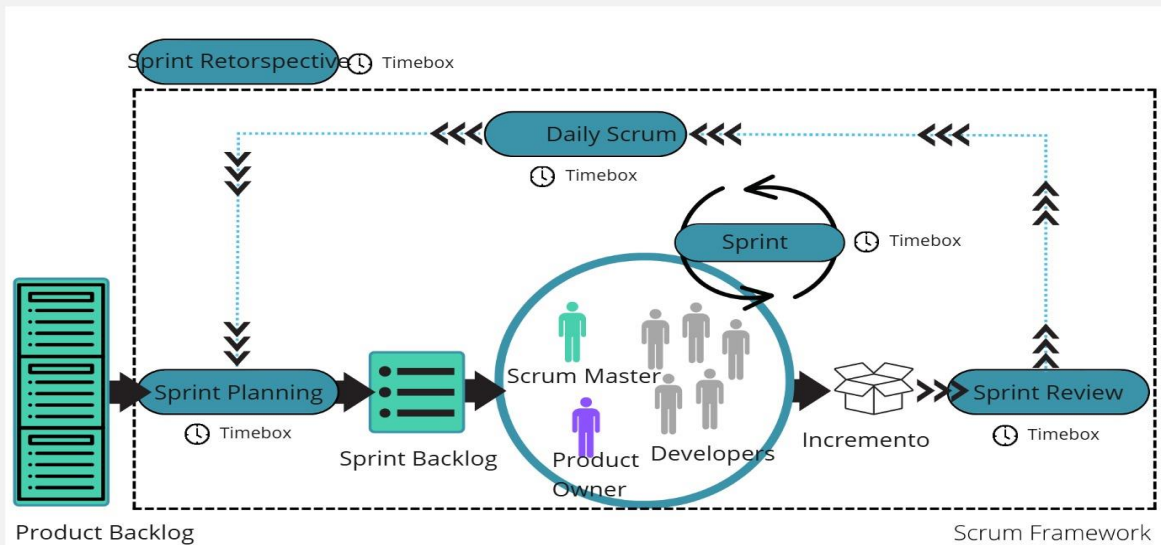 Sprint Retorspective
Timebox
Daily Scrum
Timebox
Sprint
Timebox
Scrum Master
Sprint Planning
Sprint Review
Timebox
Timebox
Incremento
Developers
Product
Owner
Sprint Backlog
Product Backlog
Scrum Framework